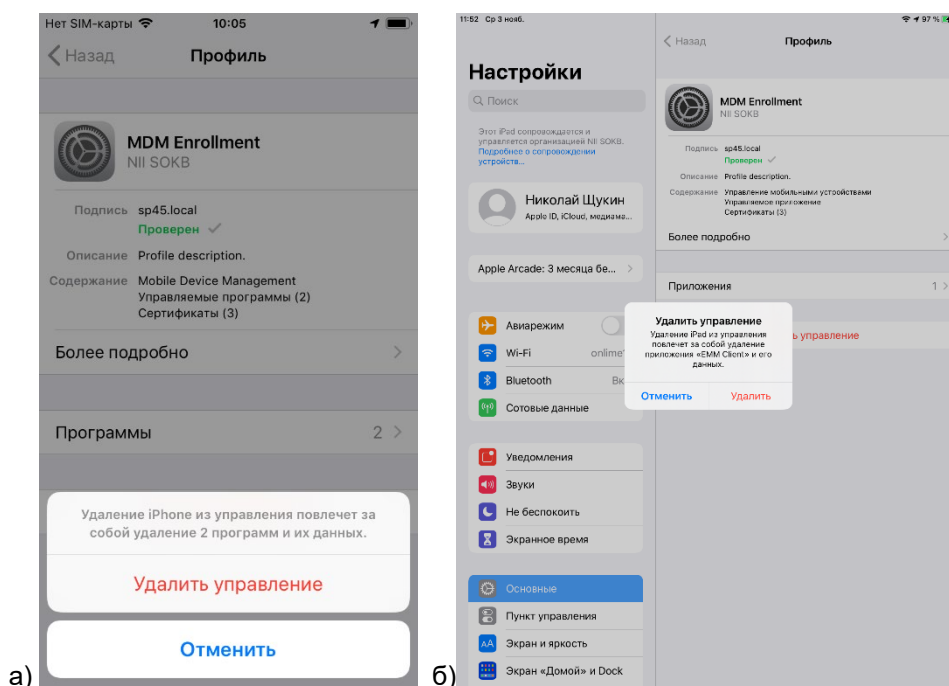 Нет SIM-карты 10:05
Назад Профиль
MDM Enrollment
NII SOKB
Подпись sp45.local
Проверен ✓
Описание Profile description.
Содержание Mobile Device Management
Управляемые программы (2)
Сертификаты (3)
Более подробно
Программы 2
Удаление iPhone из управления повлечет за
собой удаление 2 программ и их данных.
Удалить управление
Отменить
а)
11:52 Ср 3 нояб. 97 %
Настройки
Поиск
Этот iPad сопровождается и
управляется организацией NII SOKB.
Подробнее о сопровождении
устройств...
Николай Щукин
Apple ID, iCloud, медиама...
Apple Arcade: 3 месяца бе...
Авиарежим
Wi-Fi onlime
Bluetooth Вк
Сотовые данные
Уведомления
Звуки
Не беспокоить
Экранное время
Основные
Пункт управления
AA Экран и яркость
Экран «Домой» и Dock
Назад Профиль
MDM Enrollment
NII SOKB
Подпись sp45.local
Проверен ✓
Описание Profile description.
Содержание Управление мобильными устройствами
Управляемое приложение
Сертификаты (3)
Более подробно
Приложения 1
ь управление
Удалить управление
Удаление iPad из управления
повлечет за собой удаление
приложения «EMM Client» и его
данных.
Отменить Удалить
б)